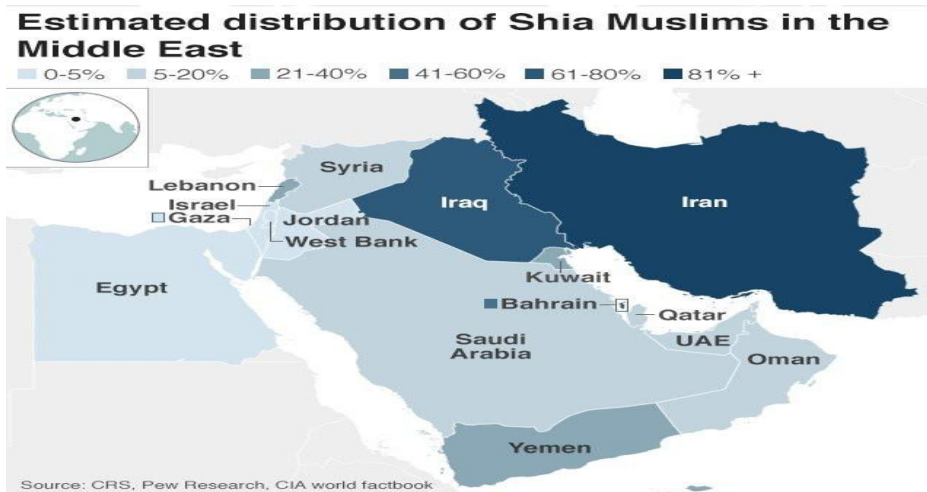 Estimated distribution of Shia Muslims in the
Middle East
0-5% 5-20% 21-40% 41-60% 61-80% 81% +
Syria
Lebanon
Israel
Gaza
Jordan
West Bank
Iraq
Iran
Egypt
Kuwait
Bahrain
Qatar
Saudi
Arabia
UAE
Oman
Yemen
Source: CRS, Pew Research, CIA world factbook